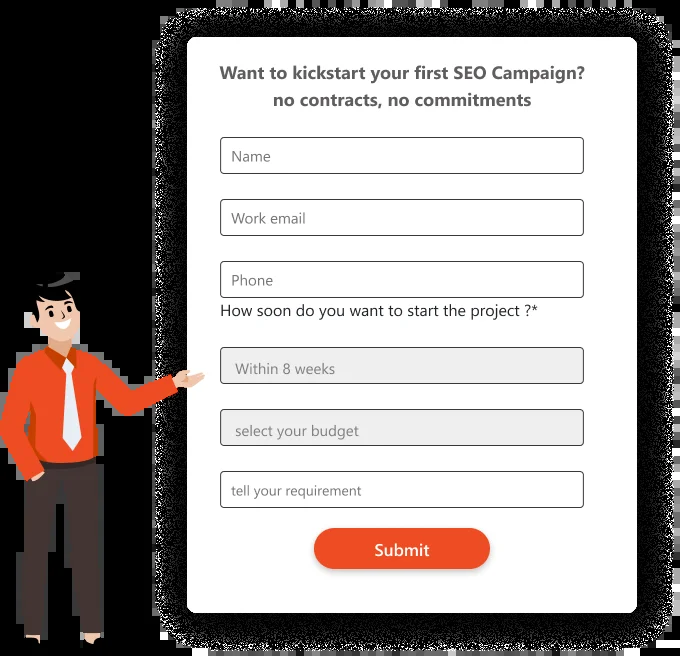 Want to kickstart your first SEO Campaign?
no contracts, no commitments
Name
Work email
Phone
How soon do you want to start the project ?*
Within 8 weeks
select your budget
tell your requirement
Submit